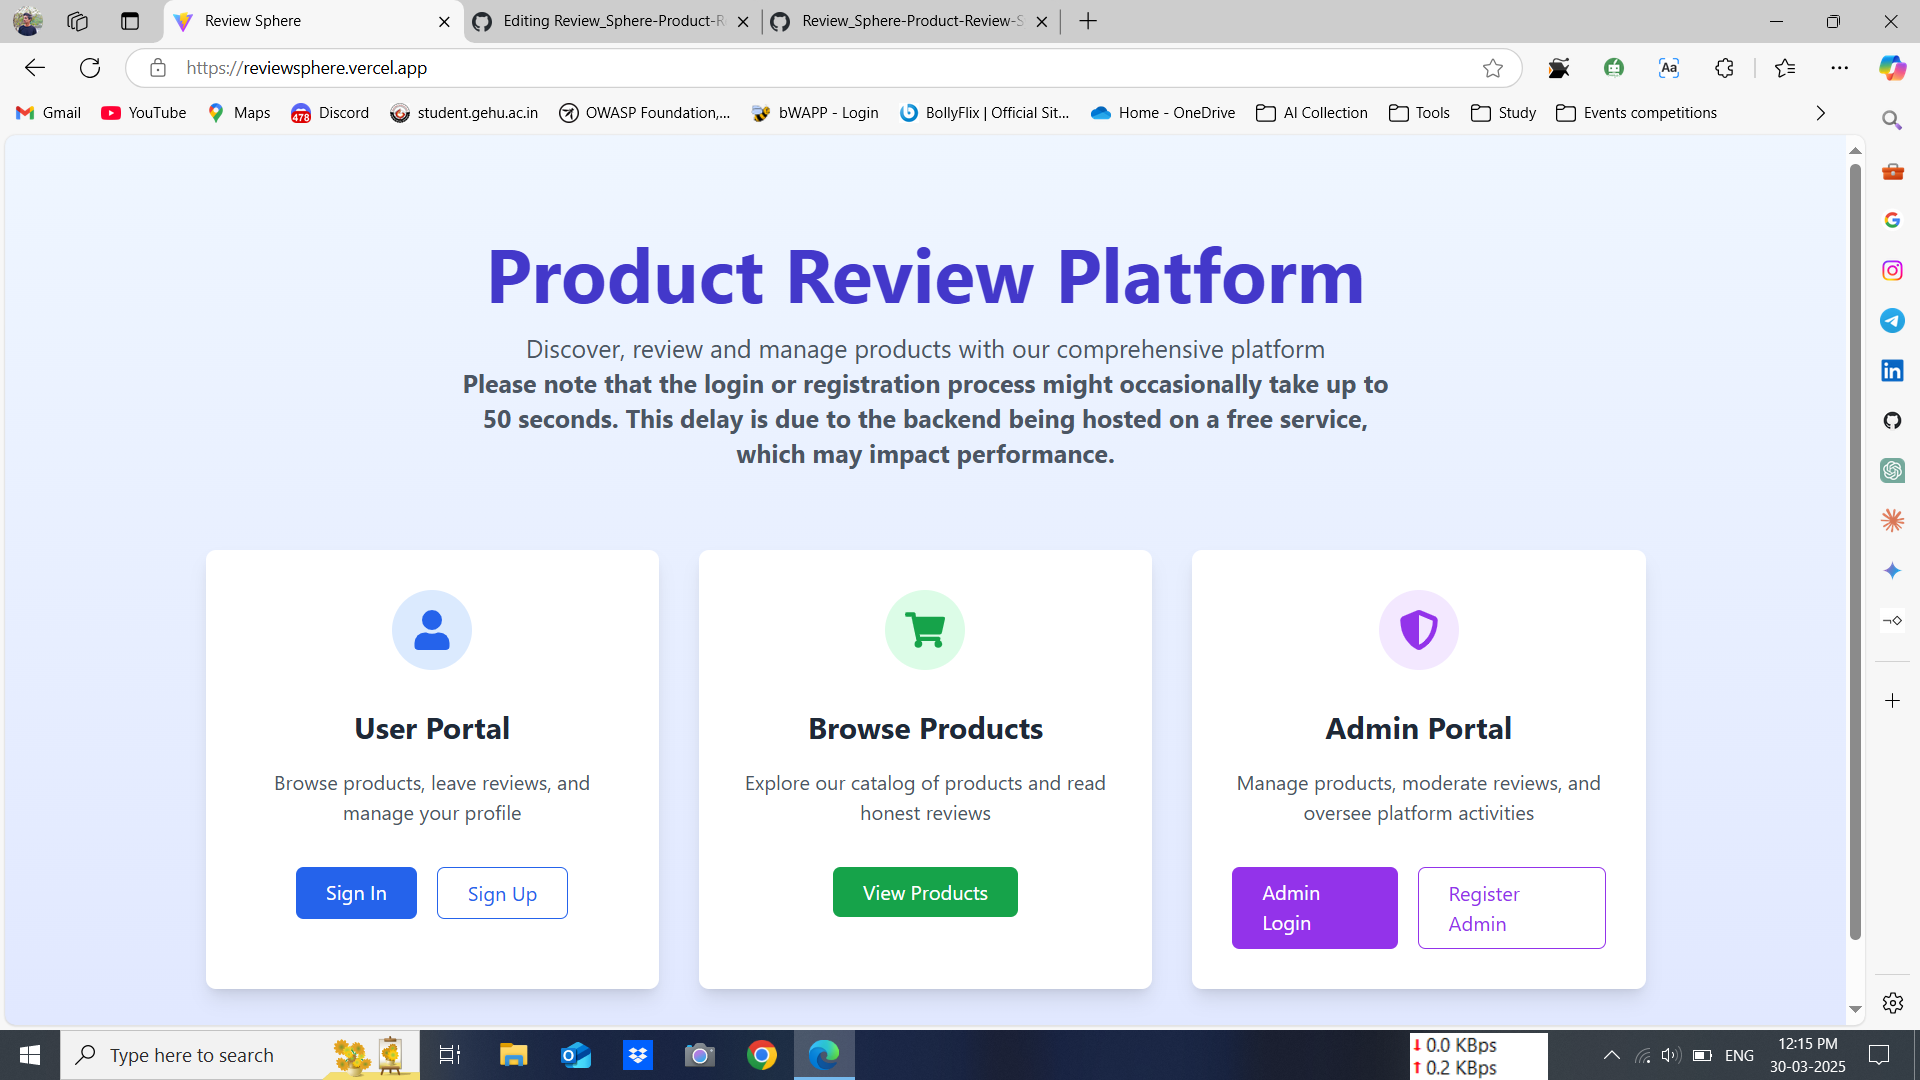 Review Sphere
Editing Review_Sphere-Product-R
Review_Sphere-Product-Review-S
https://reviewsphere.vercel.app
Gmail
YouTube
Maps
478
Discord
student.gehu.ac.in
OWASP Foundation,...
bWAPP - Login
BollyFlix | Official Sit...
Home - OneDrive
AI Collection
Tools
Study
Events competitions
Product Review Platform
Discover, review and manage products with our comprehensive platform
Please note that the login or registration process might occasionally take up to
50 seconds. This delay is due to the backend being hosted on a free service,
which may impact performance.
User Portal
Browse products, leave reviews, and
manage your profile
Sign In
Sign Up
Browse Products
Explore our catalog of products and read
honest reviews
View Products
Admin Portal
Manage products, moderate reviews, and
oversee platform activities
Admin
Login
Register
Admin
Type here to search
0.0 KBps
0.2 KBps
ENG
12:15 PM
30-03-2025